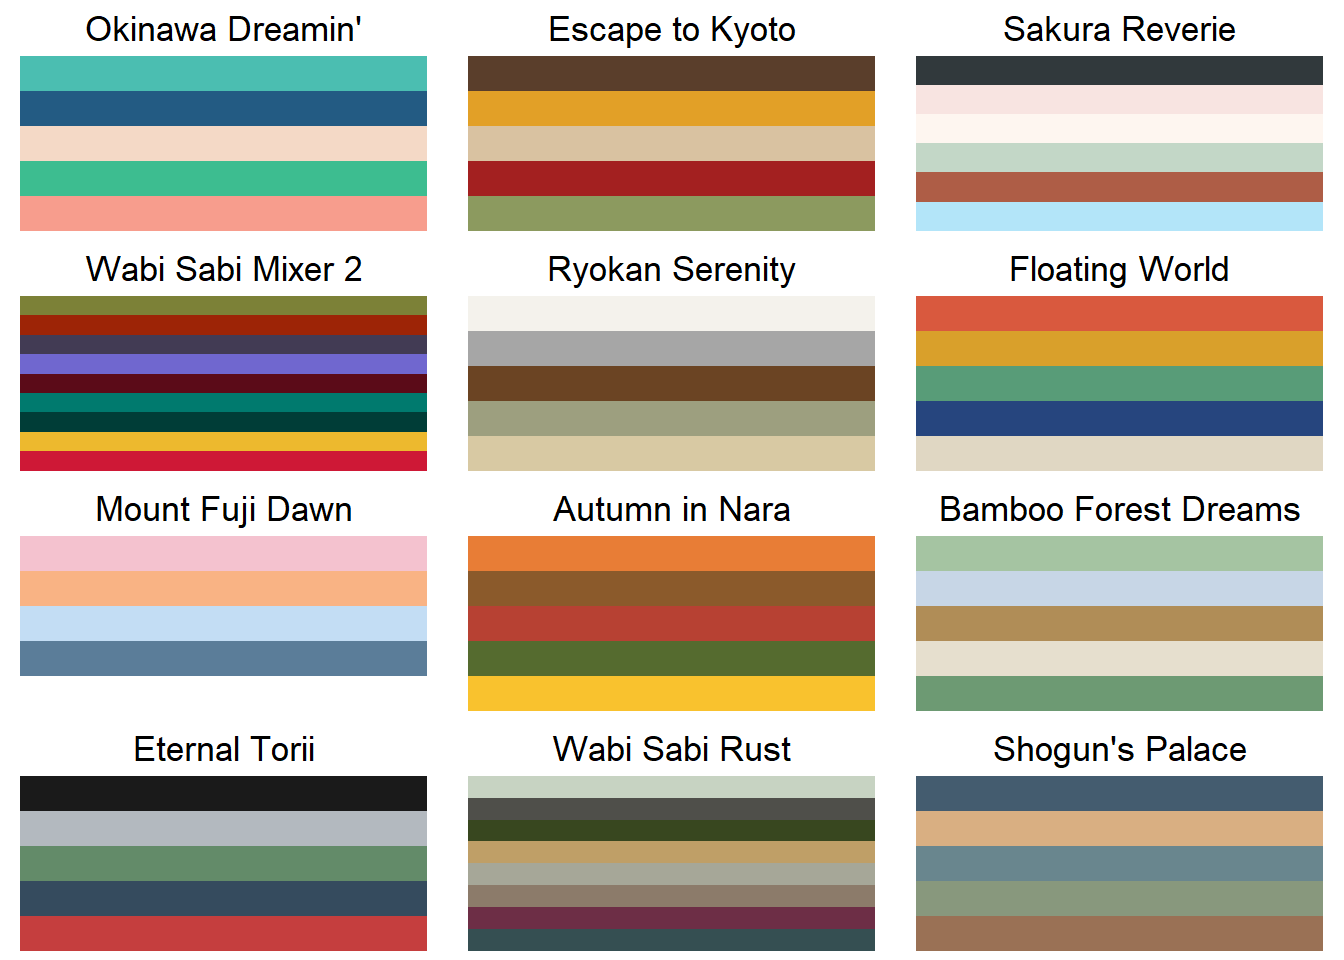 Okinawa Dreamin'
Escape to Kyoto
Sakura Reverie
Wabi Sabi Mixer 2
Ryokan Serenity
Floating World
Mount Fuji Dawn
Autumn in Nara
Bamboo Forest Dreams
Eternal Torii
Wabi Sabi Rust
Shogun's Palace